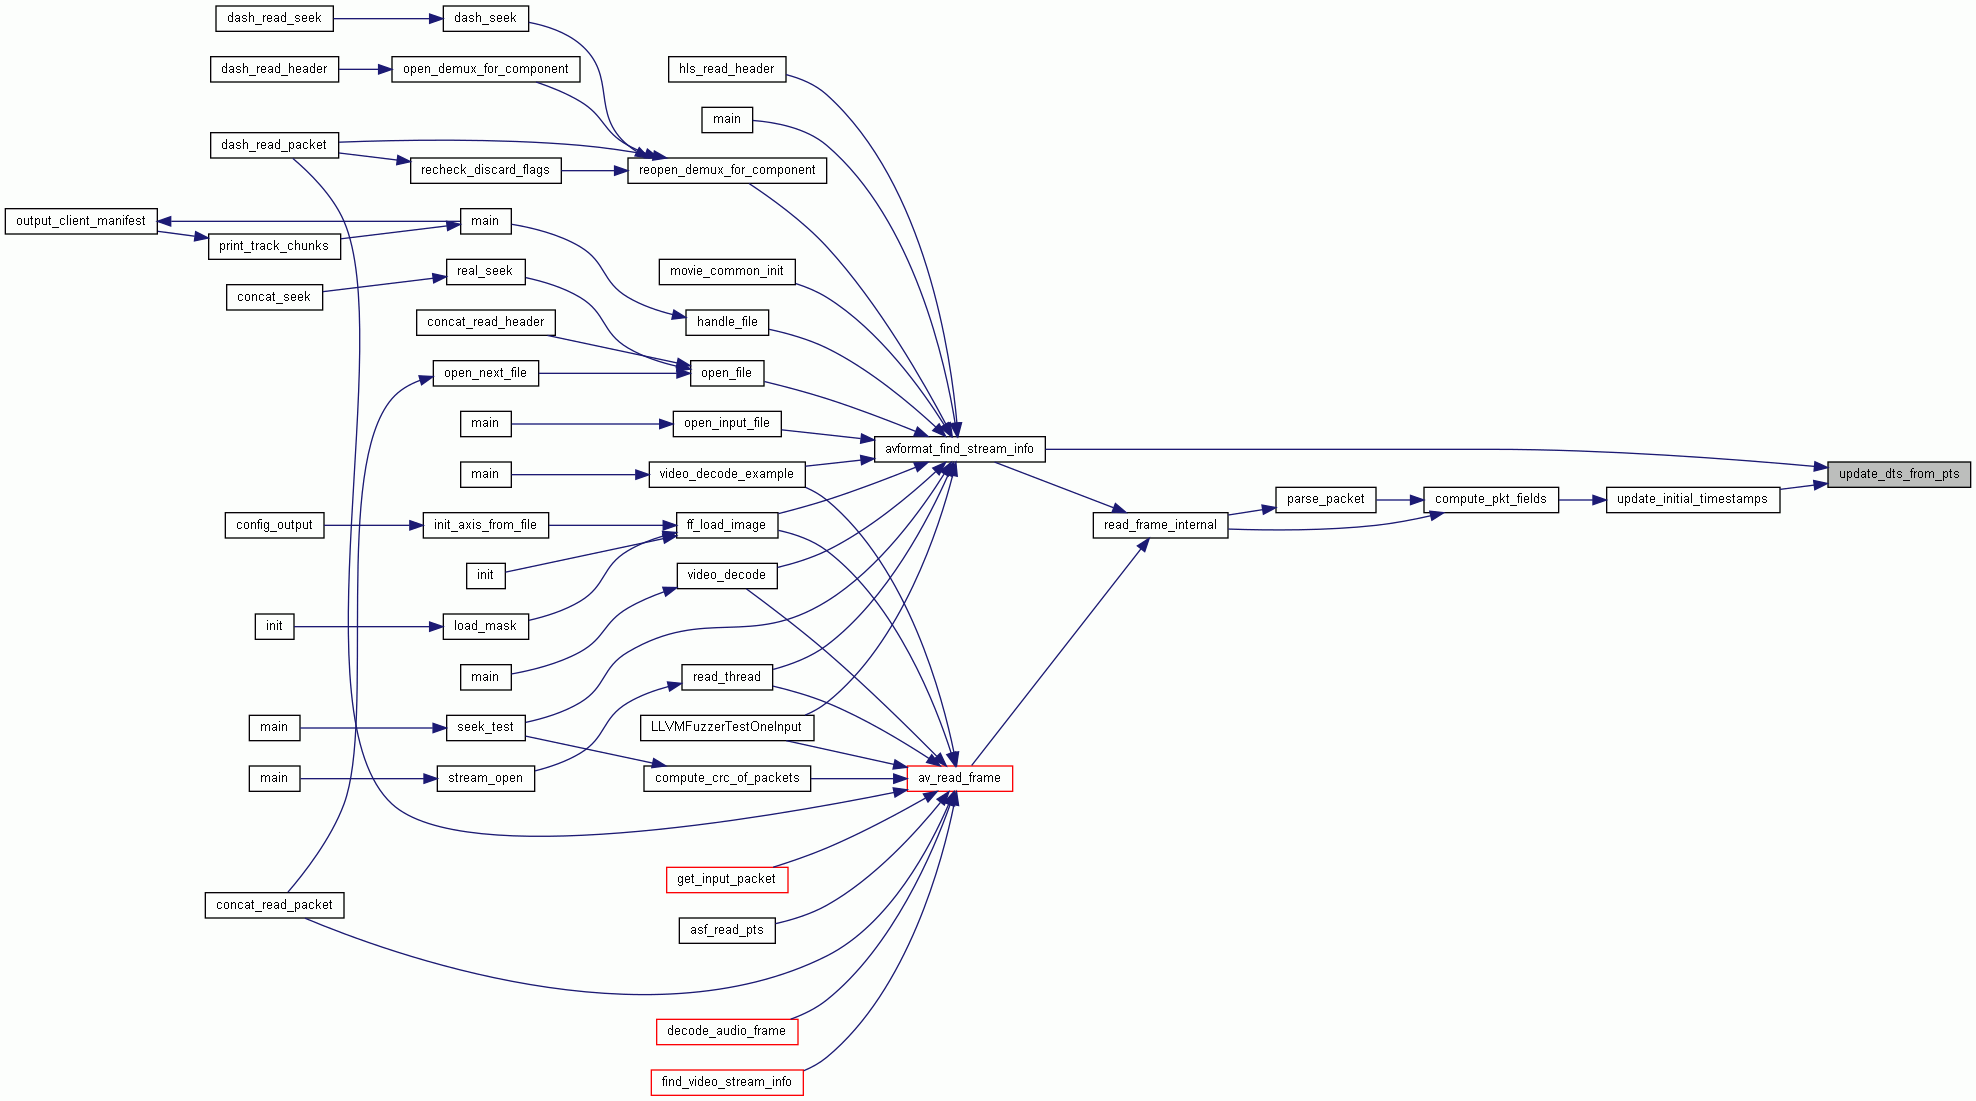 dash_read_seek
dash_seek
dash_read_header
open_demux_for_component
hls_read_header
main
dash_read_packet
recheck_discard_flags
reopen_demux_for_component
output_client_manifest
main
print_track_chunks
real_seek
movie_common_init
concat_seek
concat_read_header
handle_file
open_next_file
open_file
main
open_input_file
avformat_find_stream_info
main
video_decode_example
update_dts_from_pts
parse_packet
compute_pkt_fields
update_initial_timestamps
config_output
init_axis_from_file
ff_load_image
read_frame_internal
init
video_decode
init
load_mask
main
read_thread
main
seek_test
LLVMFuzzerTestOneInput
main
stream_open
compute_crc_of_packets
av_read_frame
get_input_packet
concat_read_packet
asf_read_pts
decode_audio_frame
find_video_stream_info